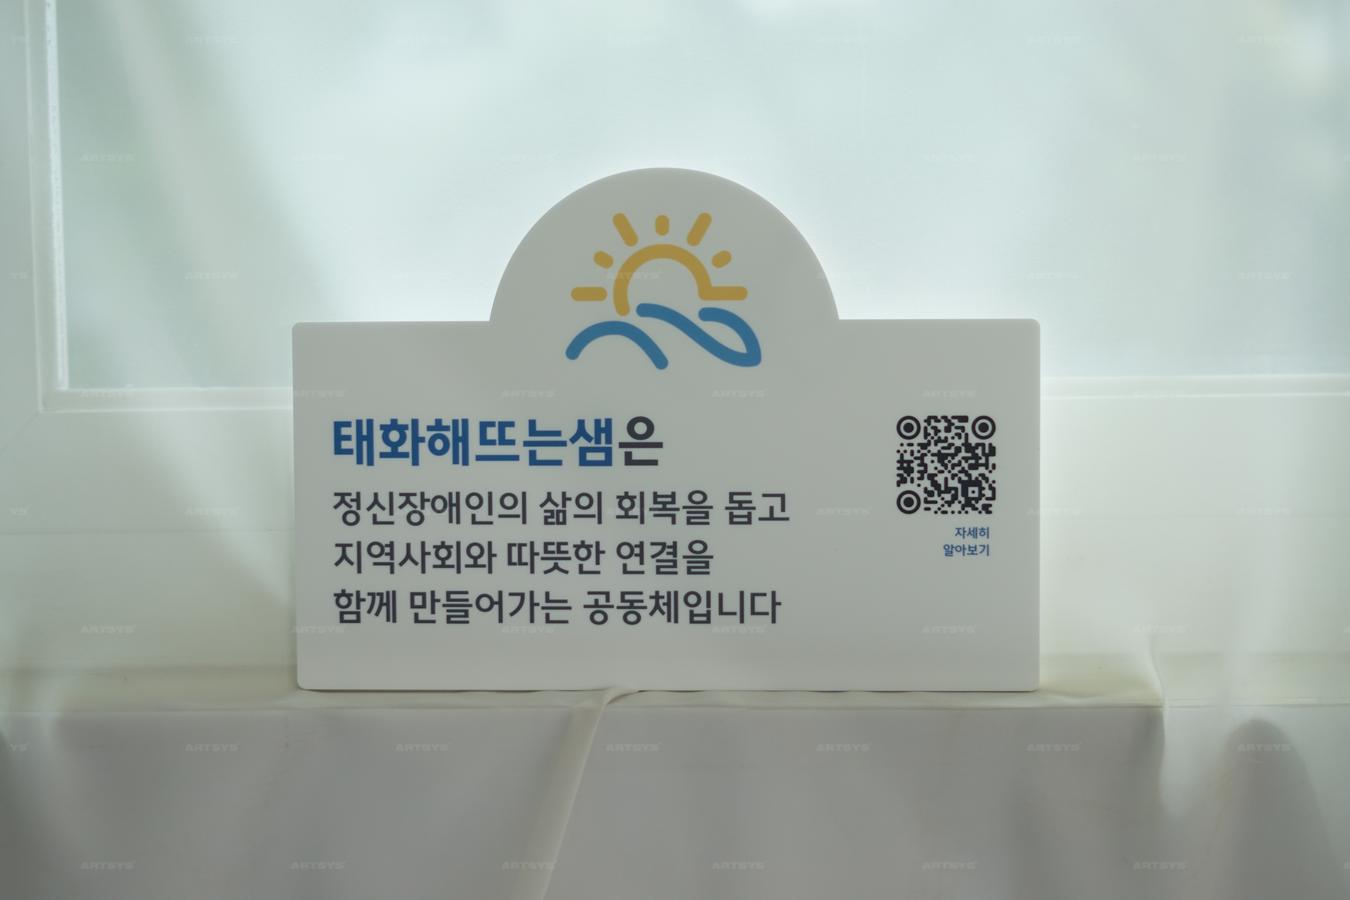 태화해뜨는샘은
정신장애인의 삶의 회복을 돕고
지역사회와 따뜻한 연결을
함께 만들어가는 공동체입니다
자세히
알아보기
ARTSYS